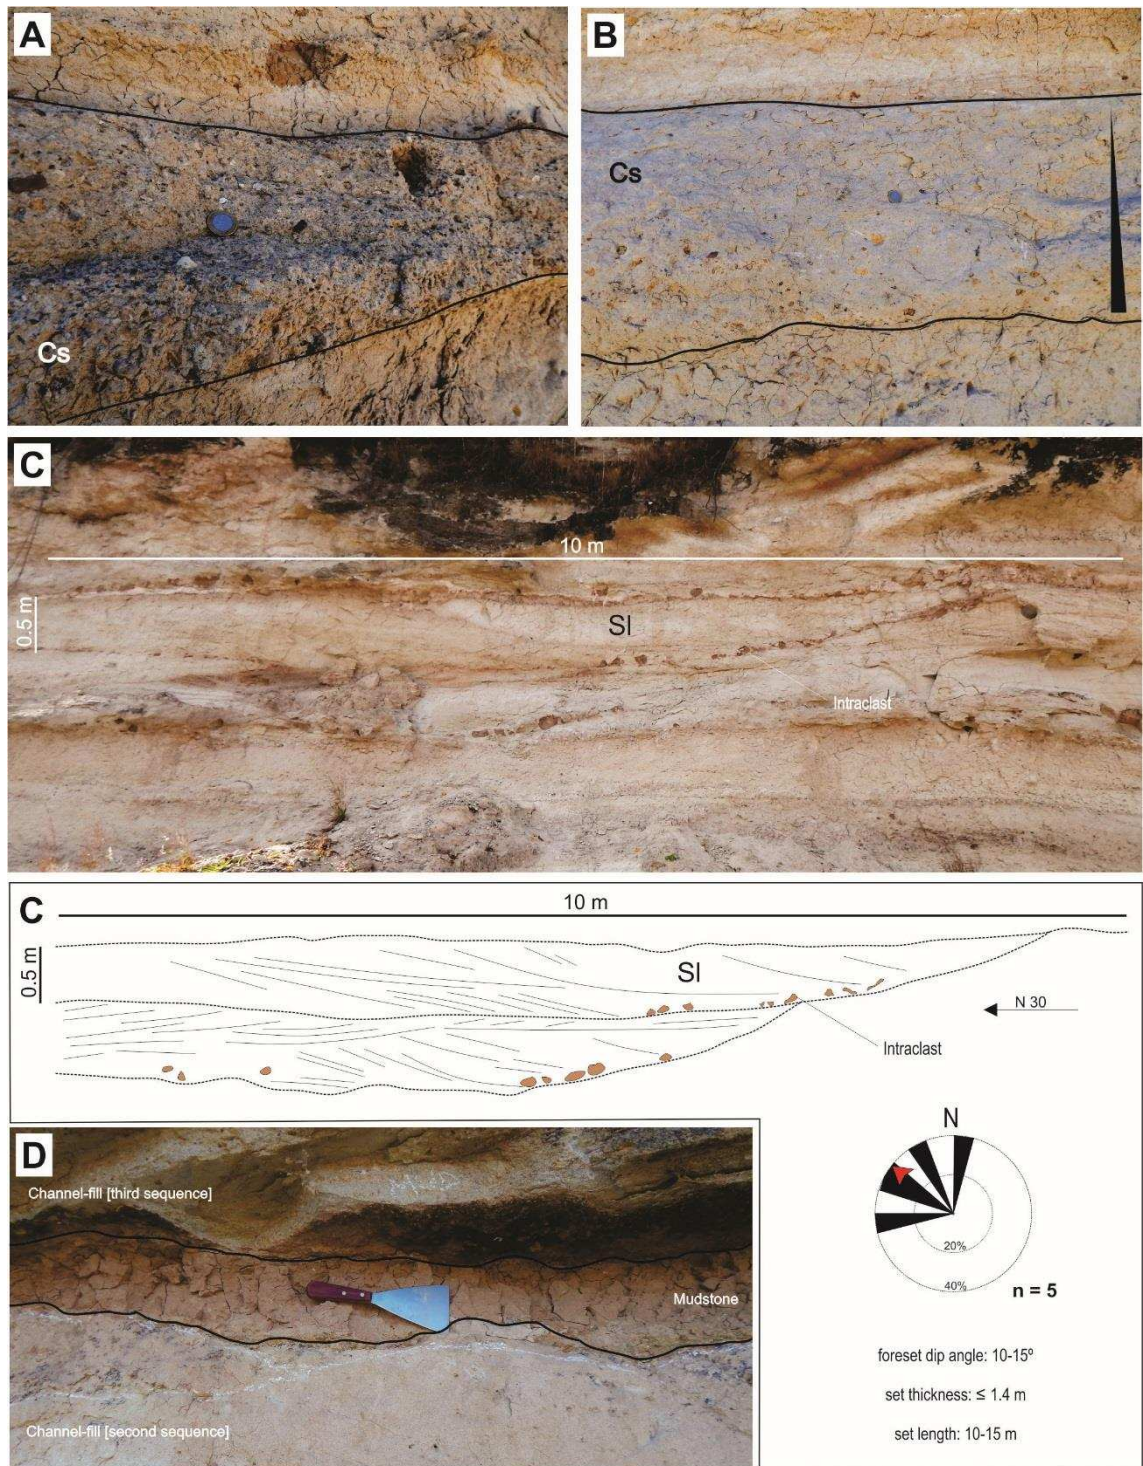 A
B
Cs
Cs
C
10 m
0.5 m
Sl
Intraclast
C
10 m
0.5 m
Sl
N 30
Intraclast
N
20%
40%
n = 5
foreset dip angle: 10-15º
set thickness: ≤ 1.4 m
set length: 10-15 m
D
Channel-fill [third sequence]
Mudstone
Channel-fill [second sequence]